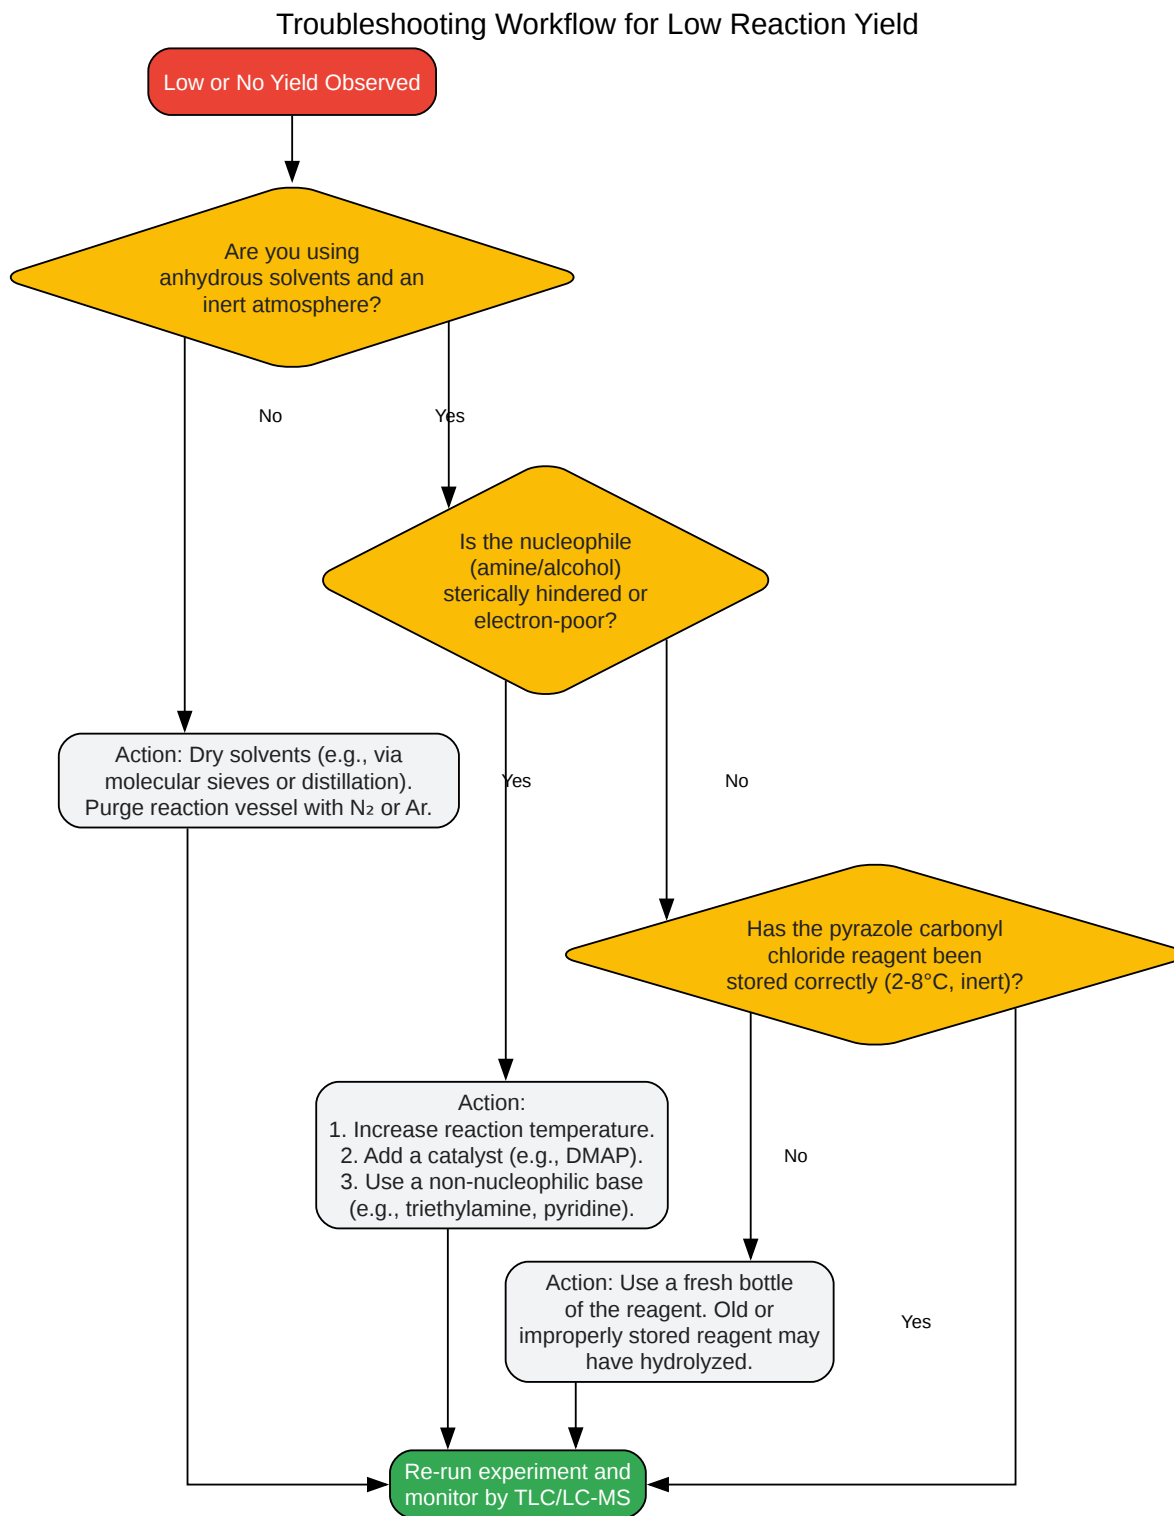 Troubleshooting Workflow for Low Reaction Yield
Low or No Yield Observed
Are you using
anhydrous solvents and an
inert atmosphere?
No
Yes
Is the nucleophile
(amine/alcohol)
sterically hindered or
electron-poor?
Action: Dry solvents (e.g., via
molecular sieves or distillation).
Purge reaction vessel with N₂ or Ar.
Yes
No
Has the pyrazole carbonyl
chloride reagent been
stored correctly (2-8°C, inert)?
Action:
1. Increase reaction temperature.
2. Add a catalyst (e.g., DMAP).
3. Use a non-nucleophilic base
(e.g., triethylamine, pyridine).
No
Action: Use a fresh bottle
of the reagent. Old or
improperly stored reagent may
have hydrolyzed.
Yes
Re-run experiment and
monitor by TLC/LC-MS